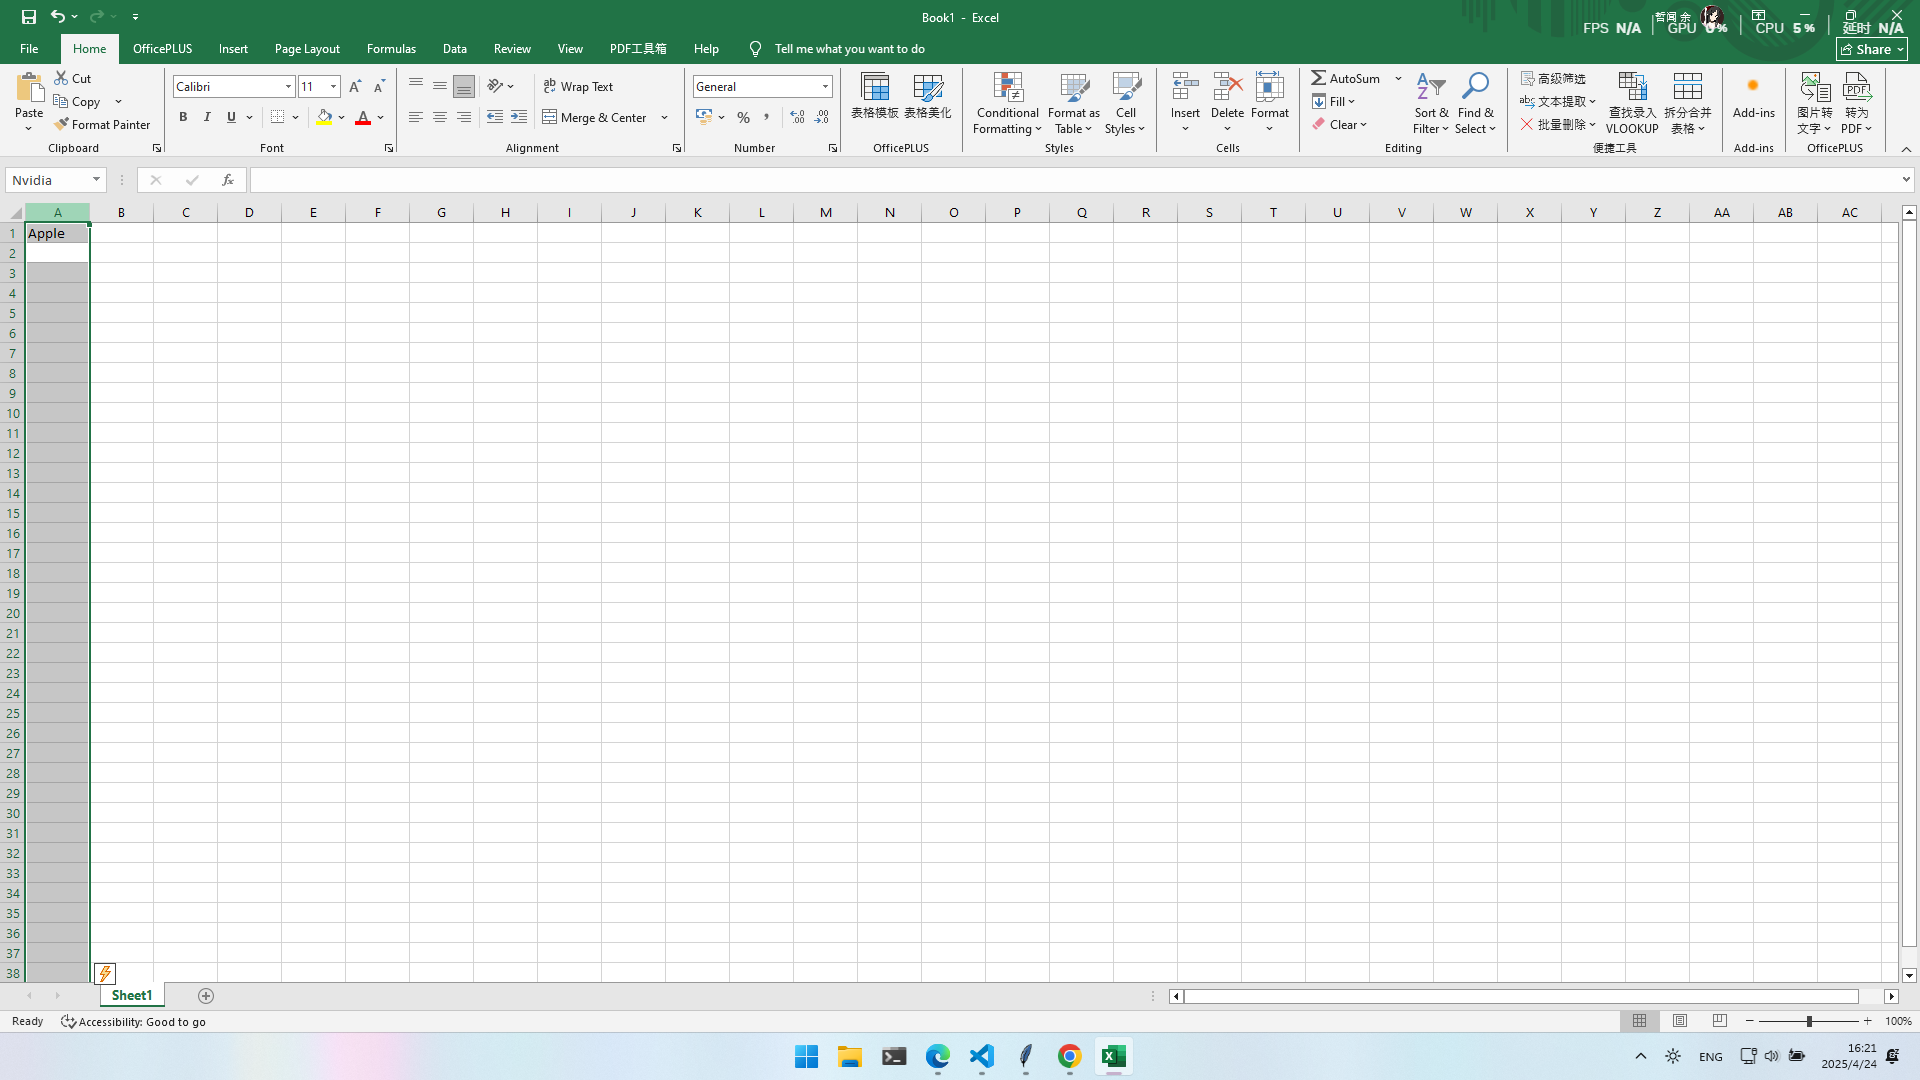 Book1 - Excel
哲闻 余
FPS N/A GPU 0% CPU 5% 延时 N/A
File Home OfficePLUS Insert Page Layout Formulas Data Review View PDF工具箱 Help Tell me what you want to do Share
Paste
Cut
Copy
Format Painter
Clipboard
Calibri 11
B I U
Font
Wrap Text
Merge & Center
Alignment
General
Number
表格模板 表格美化
OfficePLUS
Conditional Formatting
Format as Table
Cell Styles
Styles
Insert Delete Format
Cells
AutoSum
Fill
Clear
Sort & Filter
Find & Select
Editing
高级筛选
文本提取
批量删除
查找录入 VLOOKUP
拆分合并 表格
便捷工具
Add-ins
Add-ins
图片转 文字
转为 PDF
OfficePLUS
Nvidia fx
A B C D E F G H I J K L M N O P Q R S T U V W X Y Z AA AB AC
1 Apple
2
3
4
5
6
7
8
9
10
11
12
13
14
15
16
17
18
19
20
21
22
23
24
25
26
27
28
29
30
31
32
33
34
35
36
37
38
Sheet1
Ready Accessibility: Good to go 100%
ENG
16:21
2025/4/24